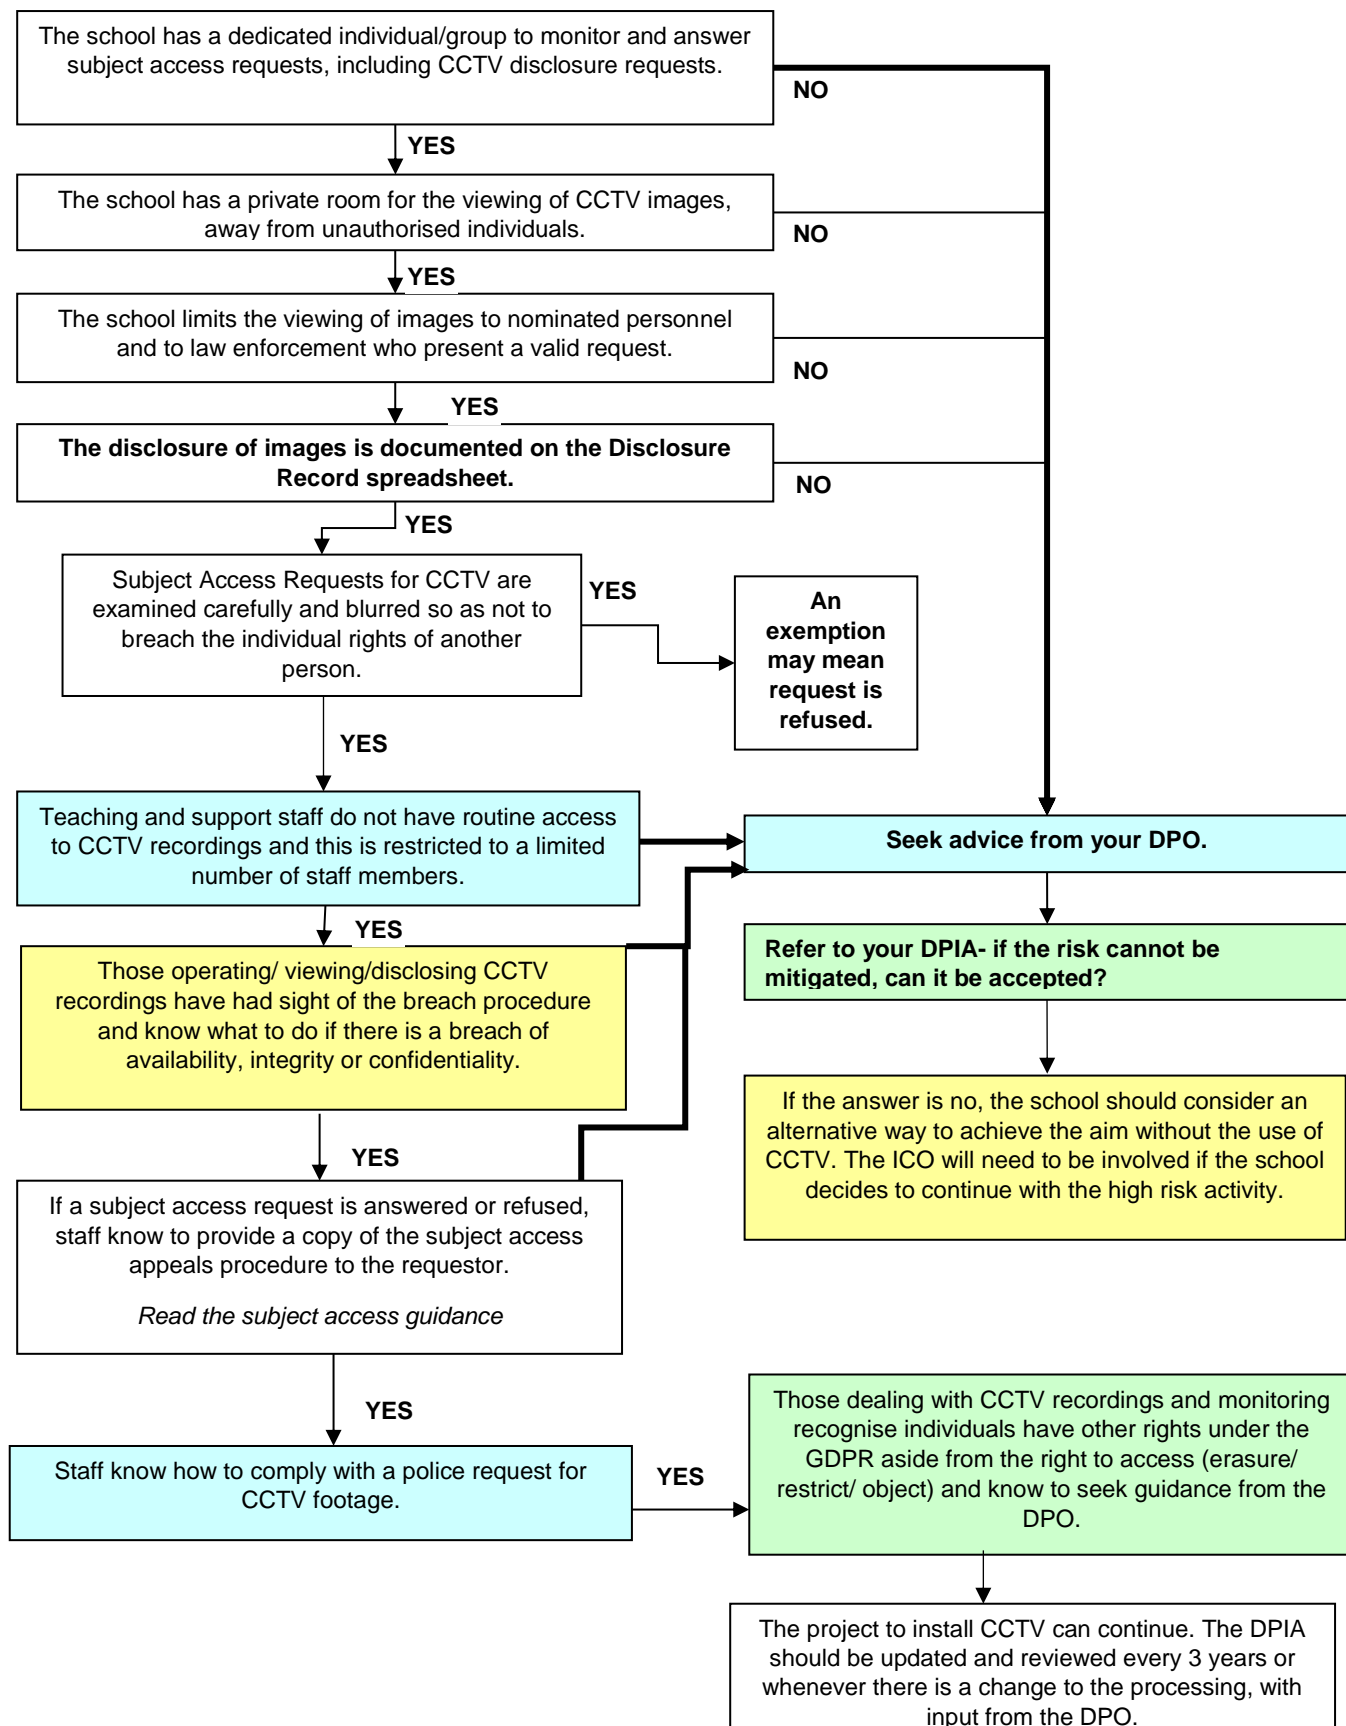 The school has a dedicated individual/group to monitor and answer
subject access requests, including CCTV disclosure requests.
NO
YES
The school has a private room for the viewing of CCTV images,
away from unauthorised individuals.
NO
YES
The school limits the viewing of images to nominated personnel
and to law enforcement who present a valid request.
NO
YES
The disclosure of images is documented on the Disclosure
Record spreadsheet.
NO
YES
Subject Access Requests for CCTV are
examined carefully and blurred so as not to
breach the individual rights of another
person.
YES
An
exemption
may mean
request is
refused.
YES
Teaching and support staff do not have routine access
to CCTV recordings and this is restricted to a limited
number of staff members.
Seek advice from your DPO.
YES
Refer to your DPIA- if the risk cannot be
mitigated, can it be accepted?
Those operating/ viewing/disclosing CCTV
recordings have had sight of the breach procedure
and know what to do if there is a breach of
availability, integrity or confidentiality.
If the answer is no, the school should consider an
alternative way to achieve the aim without the use of
CCTV. The ICO will need to be involved if the school
decides to continue with the high risk activity.
YES
If a subject access request is answered or refused,
staff know to provide a copy of the subject access
appeals procedure to the requestor.
Read the subject access guidance
YES
Staff know how to comply with a police request for
CCTV footage.
YES
Those dealing with CCTV recordings and monitoring
recognise individuals have other rights under the
GDPR aside from the right to access (erasure/
restrict/ object) and know to seek guidance from the
DPO.
The project to install CCTV can continue. The DPIA
should be updated and reviewed every 3 years or
whenever there is a change to the processing, with
input from the DPO.